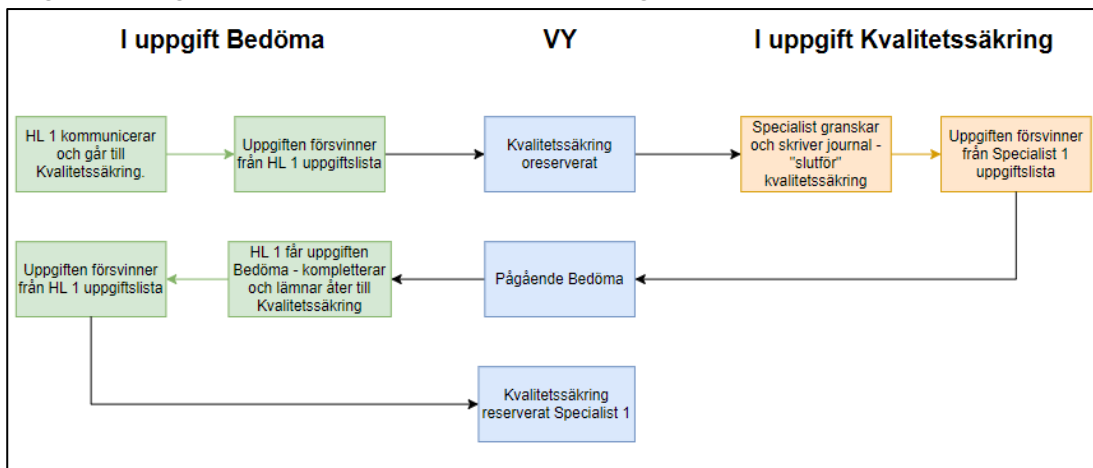 I uppgift Bedöma
VY
I uppgift Kvalitetssäkring
HL 1 kommunicerar
och går till
Kvalitetssäkring.
Uppgiften försvinner
från HL 1 uppgiftslista
Kvalitetssäkring
oreserverat
Specialist granskar
och skriver journal -
"slutför"
kvalitetssäkring
Uppgiften försvinner
från Specialist 1
uppgiftslista
Uppgiften försvinner
från HL 1 uppgiftslista
HL 1 får uppgiften
Bedöma - kompletterar
och lämnar åter till
Kvalitetssäkring
Pågående Bedöma
Kvalitetssäkring
reserverat Specialist 1